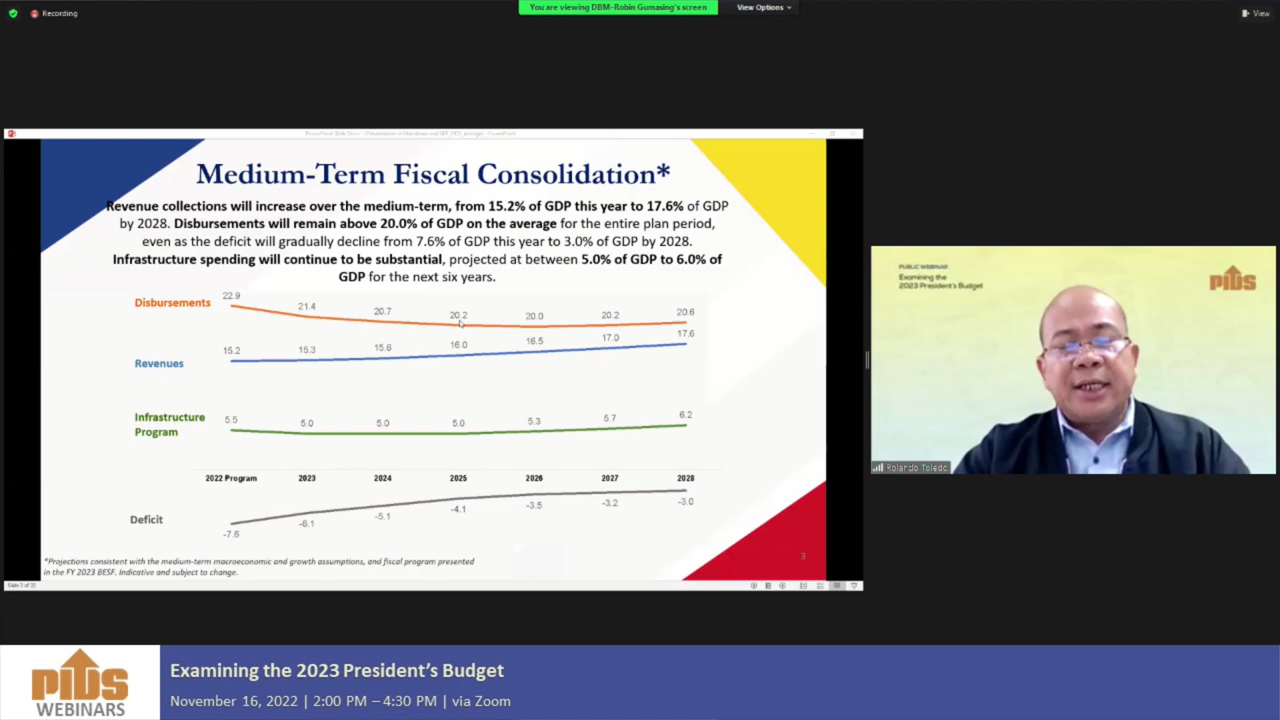 Recording
You are viewing DBM-Robin Gumasing's screen
View Options
View
Medium-Term Fiscal Consolidation*
Revenue collections will increase over the medium-term, from 15.2% of GDP this year to 17.6% of GDP
by 2028. Disbursements will remain above 20.0% of GDP on the average for the entire plan period,
even as the deficit will gradually decline from 7.6% of GDP this year to 3.0% of GDP by 2028.
Infrastructure spending will continue to be substantial, projected at between 5.0% of GDP to 6.0% of
GDP for the next six years.
Disbursements
22.9 21.4 20.7 20.2 20.0 20.2 20.6
Revenues
15.2 15.3 15.6 16.0 16.5 17.0 17.6
Infrastructure
Program
5.5 5.0 5.0 5.0 5.3 5.7 6.2
2022 Program 2023 2024 2025 2026 2027 2028
Deficit
-7.6 -6.1 -5.1 -4.1 -3.5 -3.2 -3.0
*Projections consistent with the medium-term macroeconomic and growth assumptions, and fiscal program presented
in the FY 2023 BESF. Indicative and subject to change.
3
PUBLIC WEBINAR
Examining the
2023 President's Budget
PIDS
Rolando Toledo
PIDS
WEBINARS
Examining the 2023 President’s Budget
November 16, 2022 | 2:00 PM – 4:30 PM | via Zoom